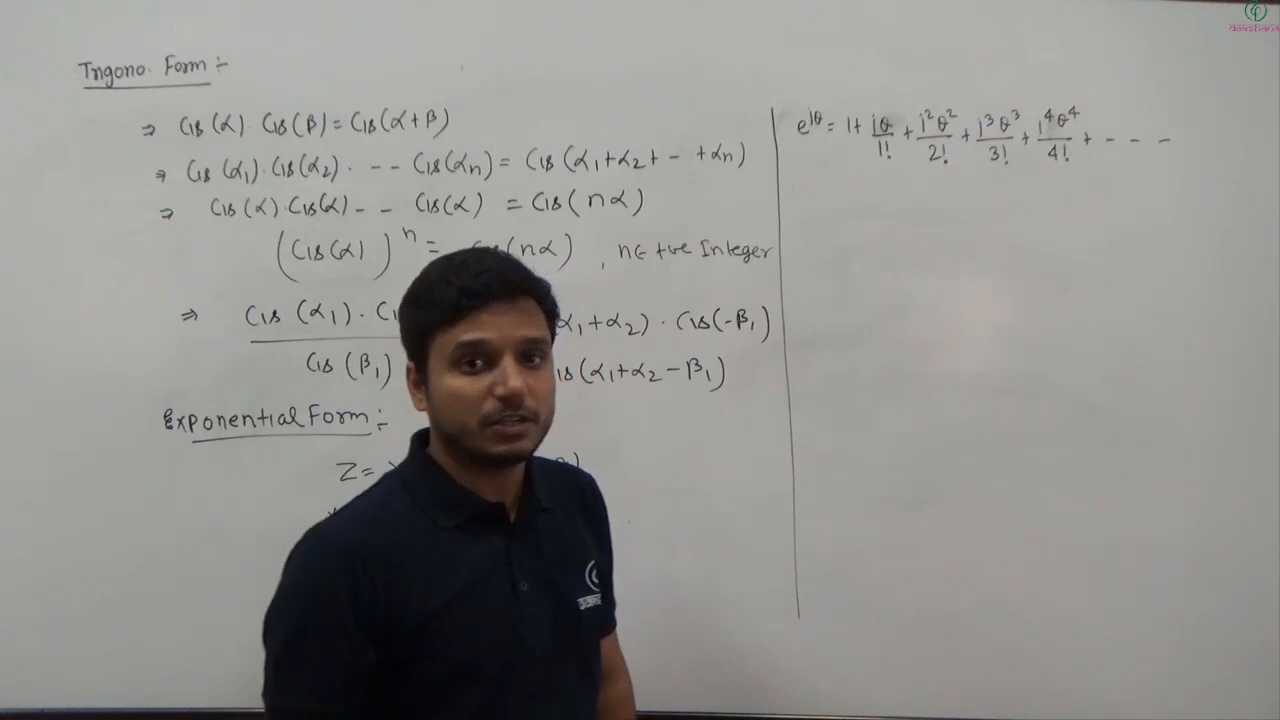 Trigono. Form :-
⇒ Cis(α). Cis(β) = Cis(α+β)
⇒ Cis(α₁).Cis(α₂). -- Cis(αₙ) = Cis(α₁+α₂+ - +αₙ)
⇒ Cis(α).Cis(α) -- Cis(α) = Cis(nα)
(Cis(α))ⁿ = (nα) , n∈ +ve Integer
⇒ Cis (α₁). α₁+α₂). Cis(-β₁)
Cis (β₁) is(α₁+α₂-β₁)
Exponential Form :-
Z=
e^{iθ} = 1+ iθ/1! + i²θ²/2! + i³θ³/3! + i⁴θ⁴/4! + - - -